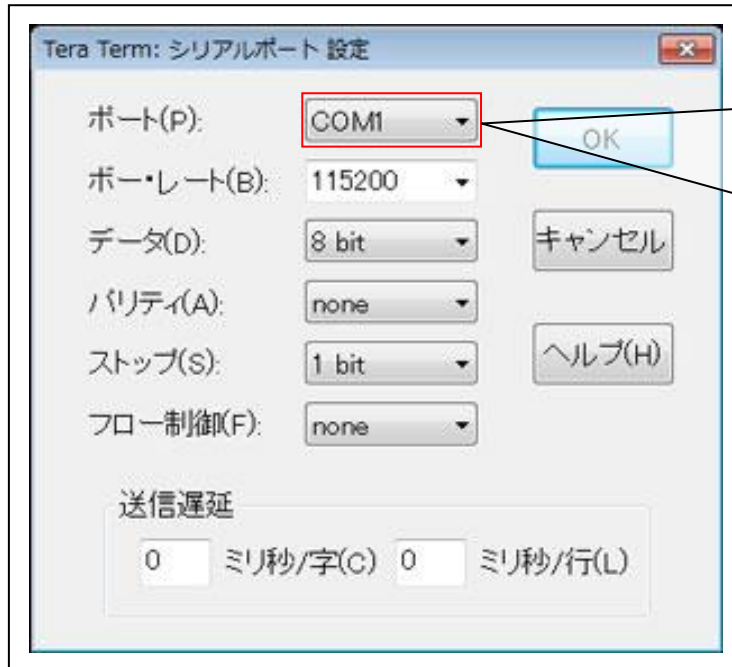 Tera Term: シリアルポート 設定
ポート(P): COM1
OK
ボー・レート(B): 115200
データ(D): 8 bit
キャンセル
パリティ(A): none
ストップ(S): 1 bit
ヘルプ(H)
フロー制御(F): none
送信遅延
0 ミリ秒/字(C) 0 ミリ秒/行(L)